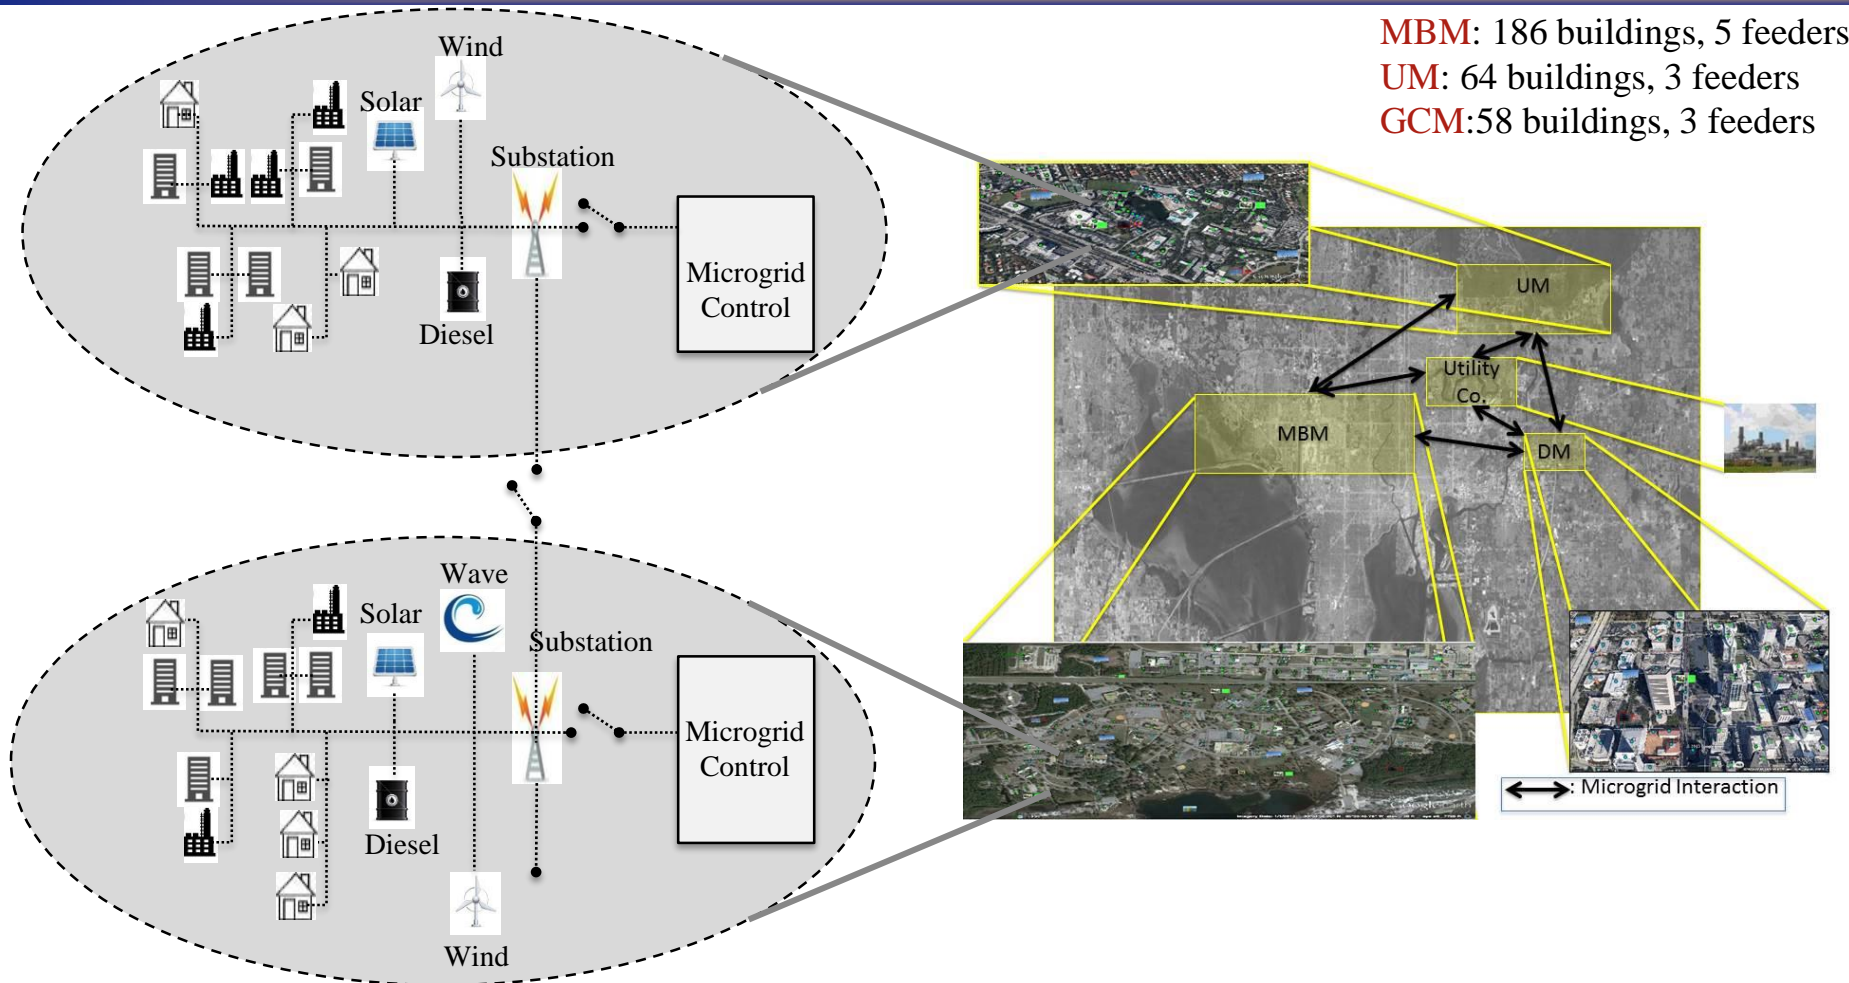 MBM: 186 buildings, 5 feeders
UM: 64 buildings, 3 feeders
GCM:58 buildings, 3 feeders
Wind
Solar
Substation
Microgrid
Control
Diesel
Wave
Solar
Substation
Microgrid
Control
Diesel
Wind
UM
Utility
Co.
MBM
DM
: Microgrid Interaction